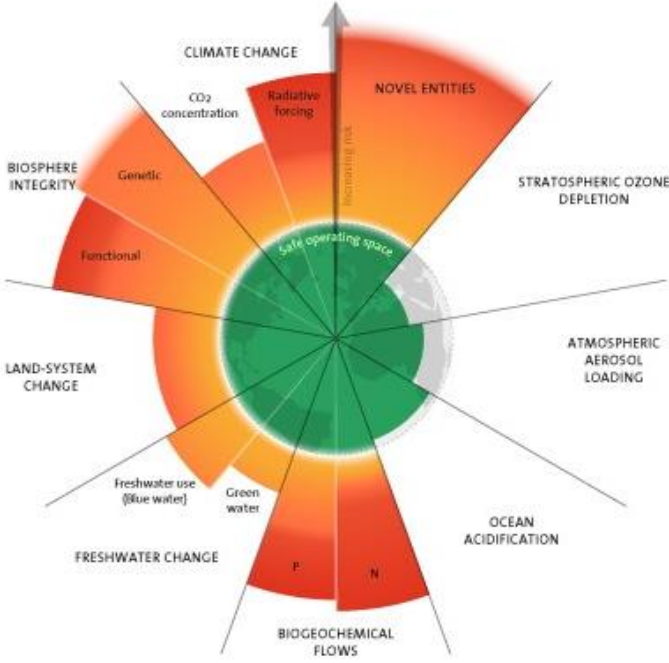 CLIMATE CHANGE
CO2
concentration
Radiative
forcing
NOVEL ENTITIES
Increasing risk
BIOSPHERE
INTEGRITY
Genetic
Functional
STRATOSPHERIC OZONE
DEPLETION
Safe operating space
ATMOSPHERIC
AEROSOL
LOADING
LAND-SYSTEM
CHANGE
Freshwater use
(Blue water)
Green
water
FRESHWATER CHANGE
OCEAN
ACIDIFICATION
P
N
BIOGEOCHEMICAL
FLOWS